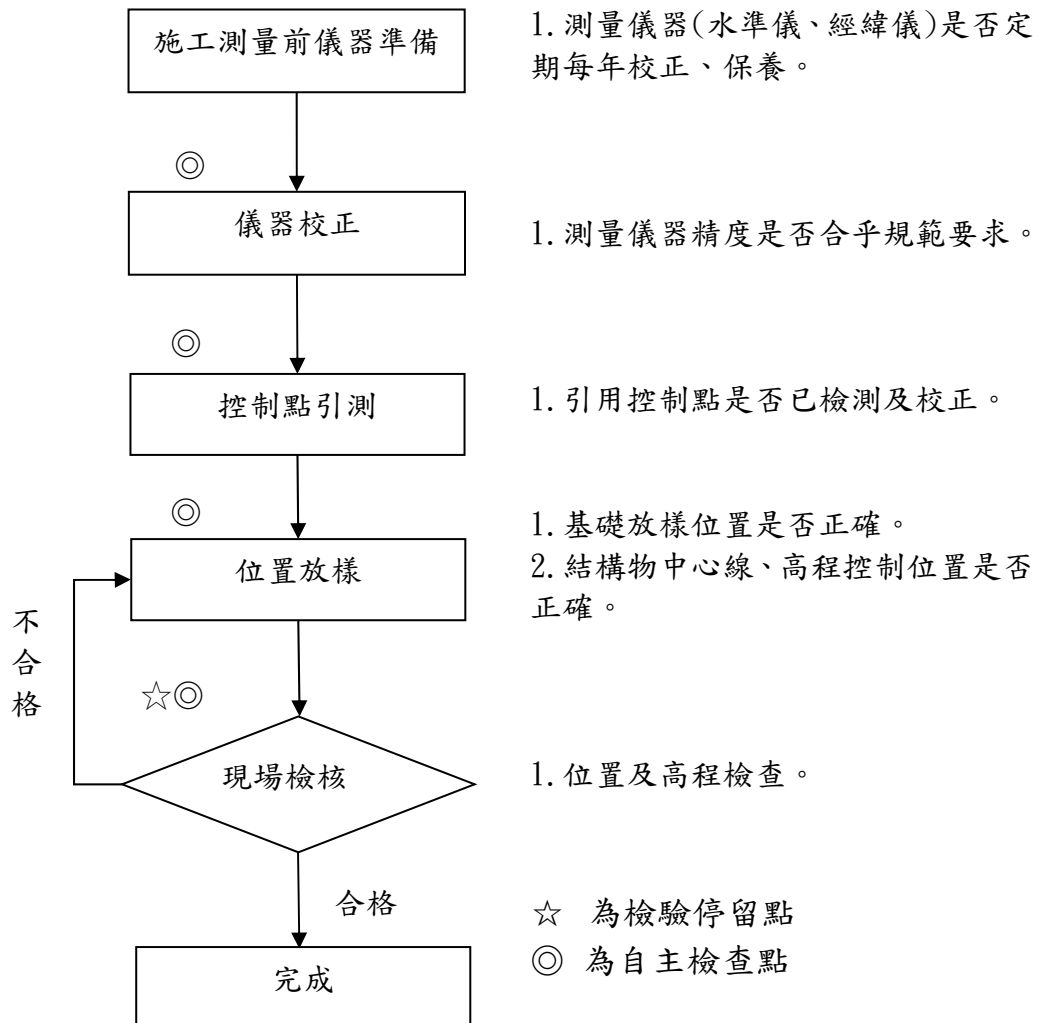 施工測量前儀器準備
1.測量儀器(水準儀、經緯儀)是否定
期每年校正、保養。
◎
儀器校正
1.測量儀器精度是否合乎規範要求。
◎
控制點引測
1.引用控制點是否已檢測及校正。
◎
位置放樣
1.基礎放樣位置是否正確。
2.結構物中心線、高程控制位置是否
正確。
不
合
格
☆◎
現場檢核
1.位置及高程檢查。
合格
☆ 為檢驗停留點
◎ 為自主檢查點
完成